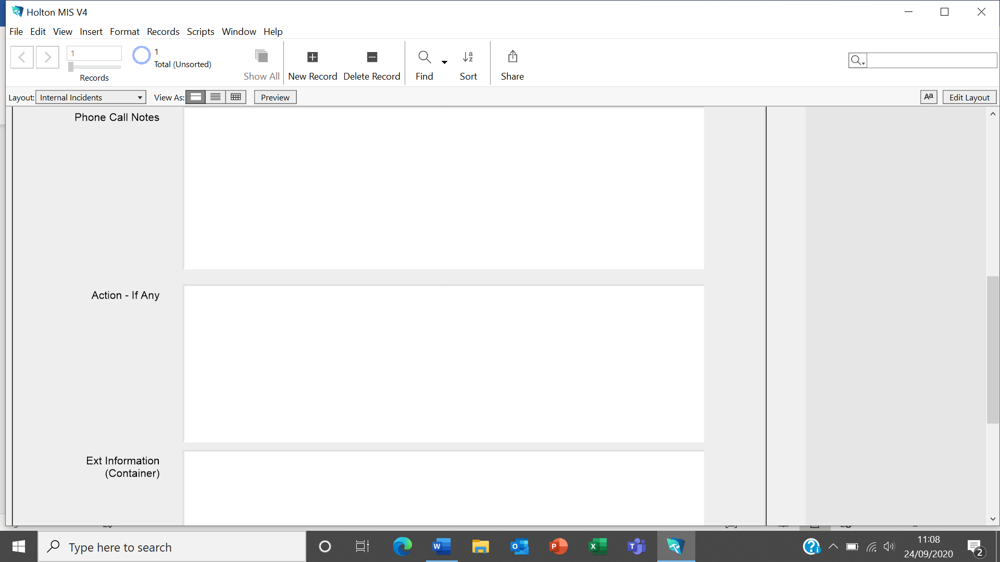 Holton MIS V4
File Edit View Insert Format Records Scripts Window Help
1
1
Total (Unsorted)
Records
Show All New Record Delete Record Find Sort Share
Layout: Internal Incidents View As: Preview Aa Edit Layout
Phone Call Notes
Action - If Any
Ext Information
(Container)
Type here to search
11:08
24/09/2020
2